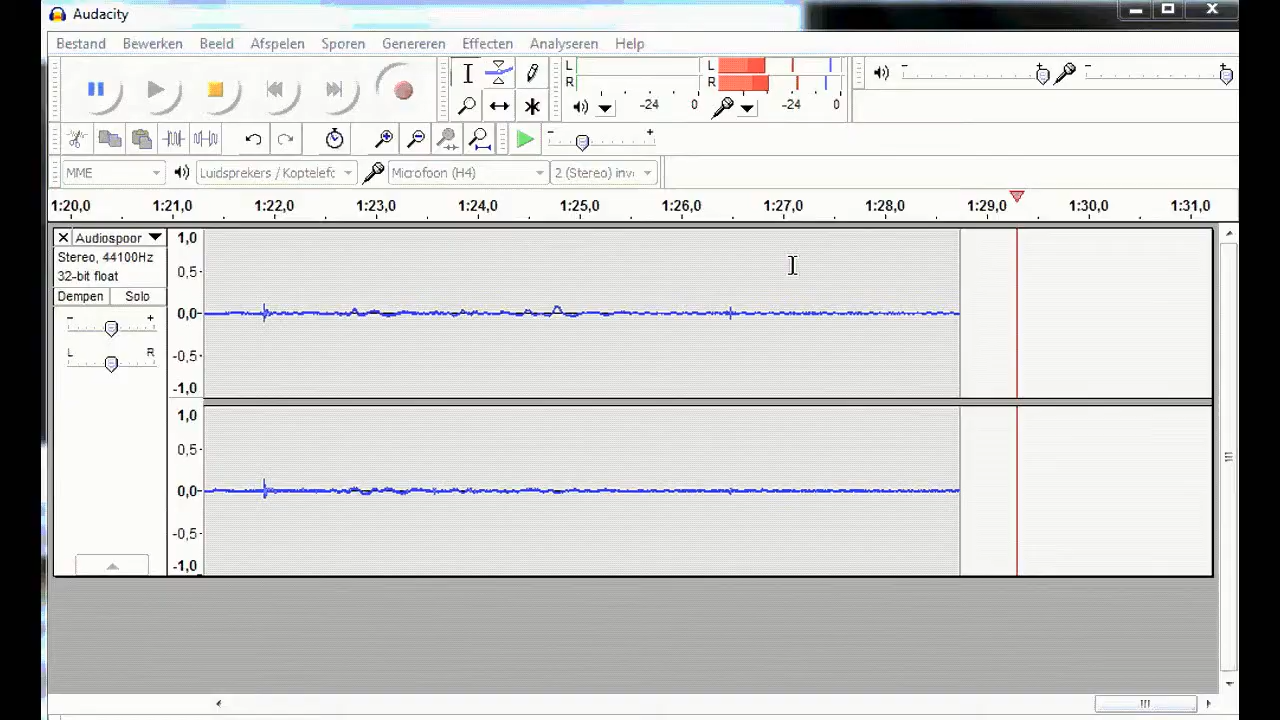 Audacity
Bestand Bewerken Beeld Afspelen Sporen Genereren Effecten Analyseren Help
L R -24 0 -24 0
L R
MME Luidsprekers / Koptelefc Microfoon (H4) 2 (Stereo) inv
1:20,0 1:21,0 1:22,0 1:23,0 1:24,0 1:25,0 1:26,0 1:27,0 1:28,0 1:29,0 1:30,0 1:31,0
Audiospoor
Stereo, 44100Hz
32-bit float
Dempen Solo
- +
L R
1,0
0,5-
0,0-
-0,5-
-1,0
1,0
0,5-
0,0-
-0,5-
-1,0